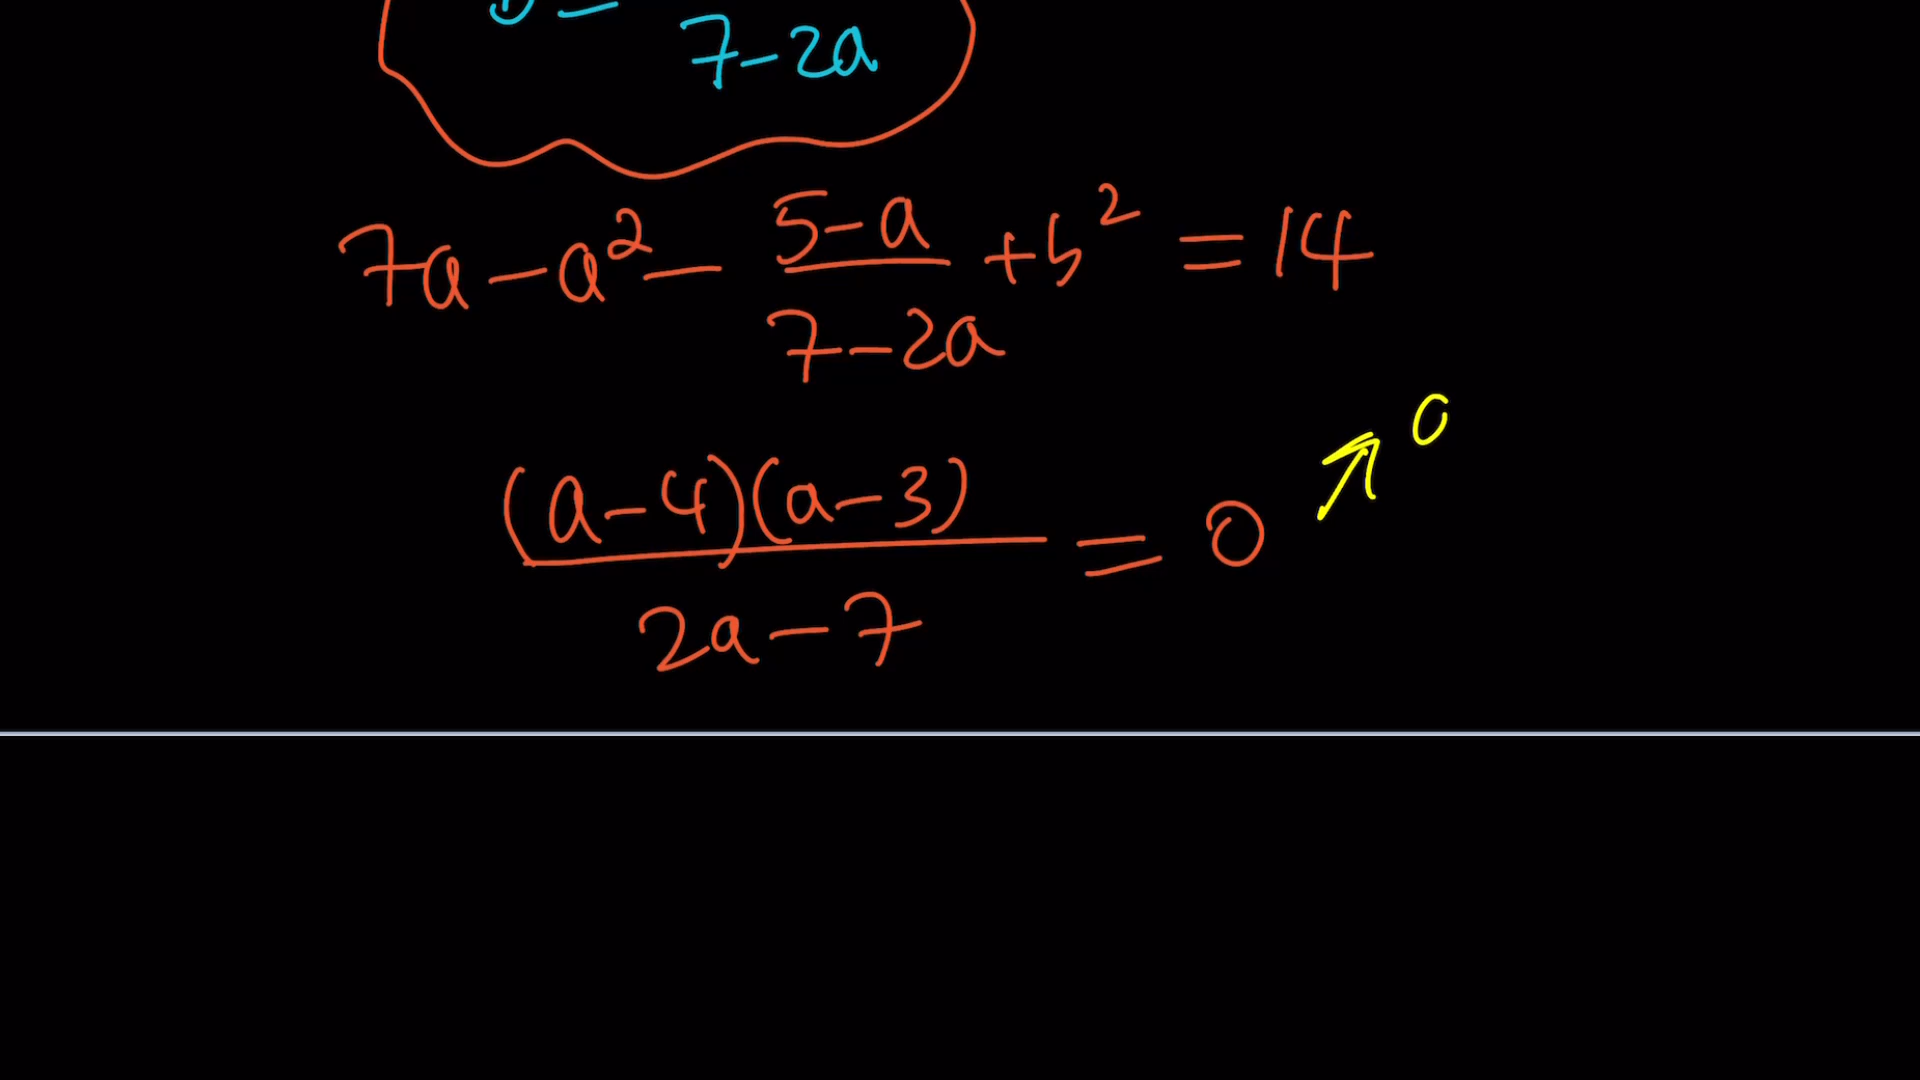 b = ——— 7-2a
7a - a² - (5-a)/(7-2a) + b² = 14
0
(a-4)(a-3)/(2a-7) = 0